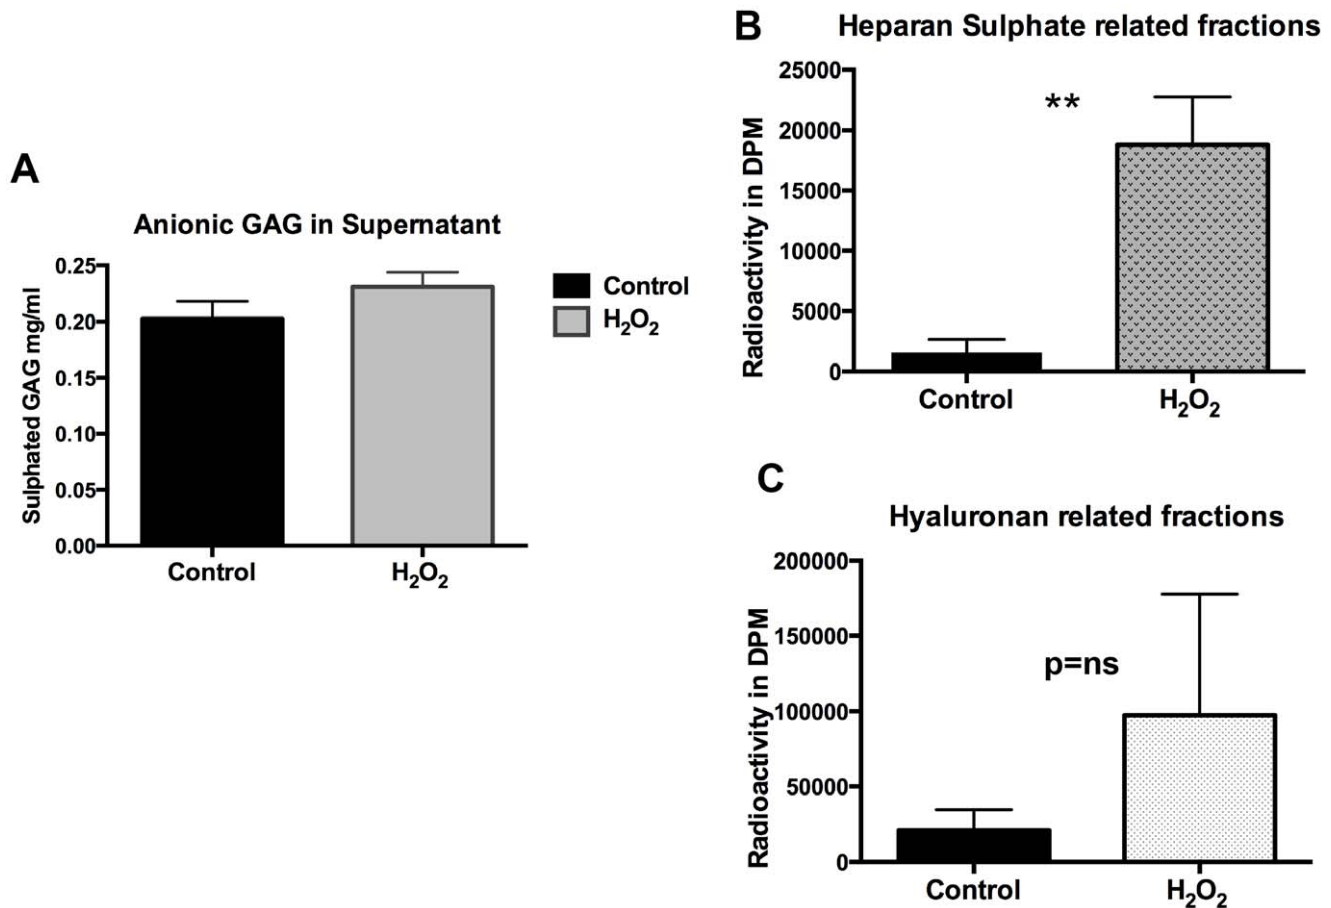 A
Anionic GAG in Supernatant
Sulphated GAG mg/ml
0.25
0.20
0.15
0.10
0.05
0.00
Control
H₂O₂
Control
H₂O₂
B
Heparan Sulphate related fractions
Radioactivity in DPM
25000
20000
15000
10000
5000
0
**
Control
H₂O₂
C
Hyaluronan related fractions
Radioactivity in DPM
200000
150000
100000
50000
0
p=ns
Control
H₂O₂